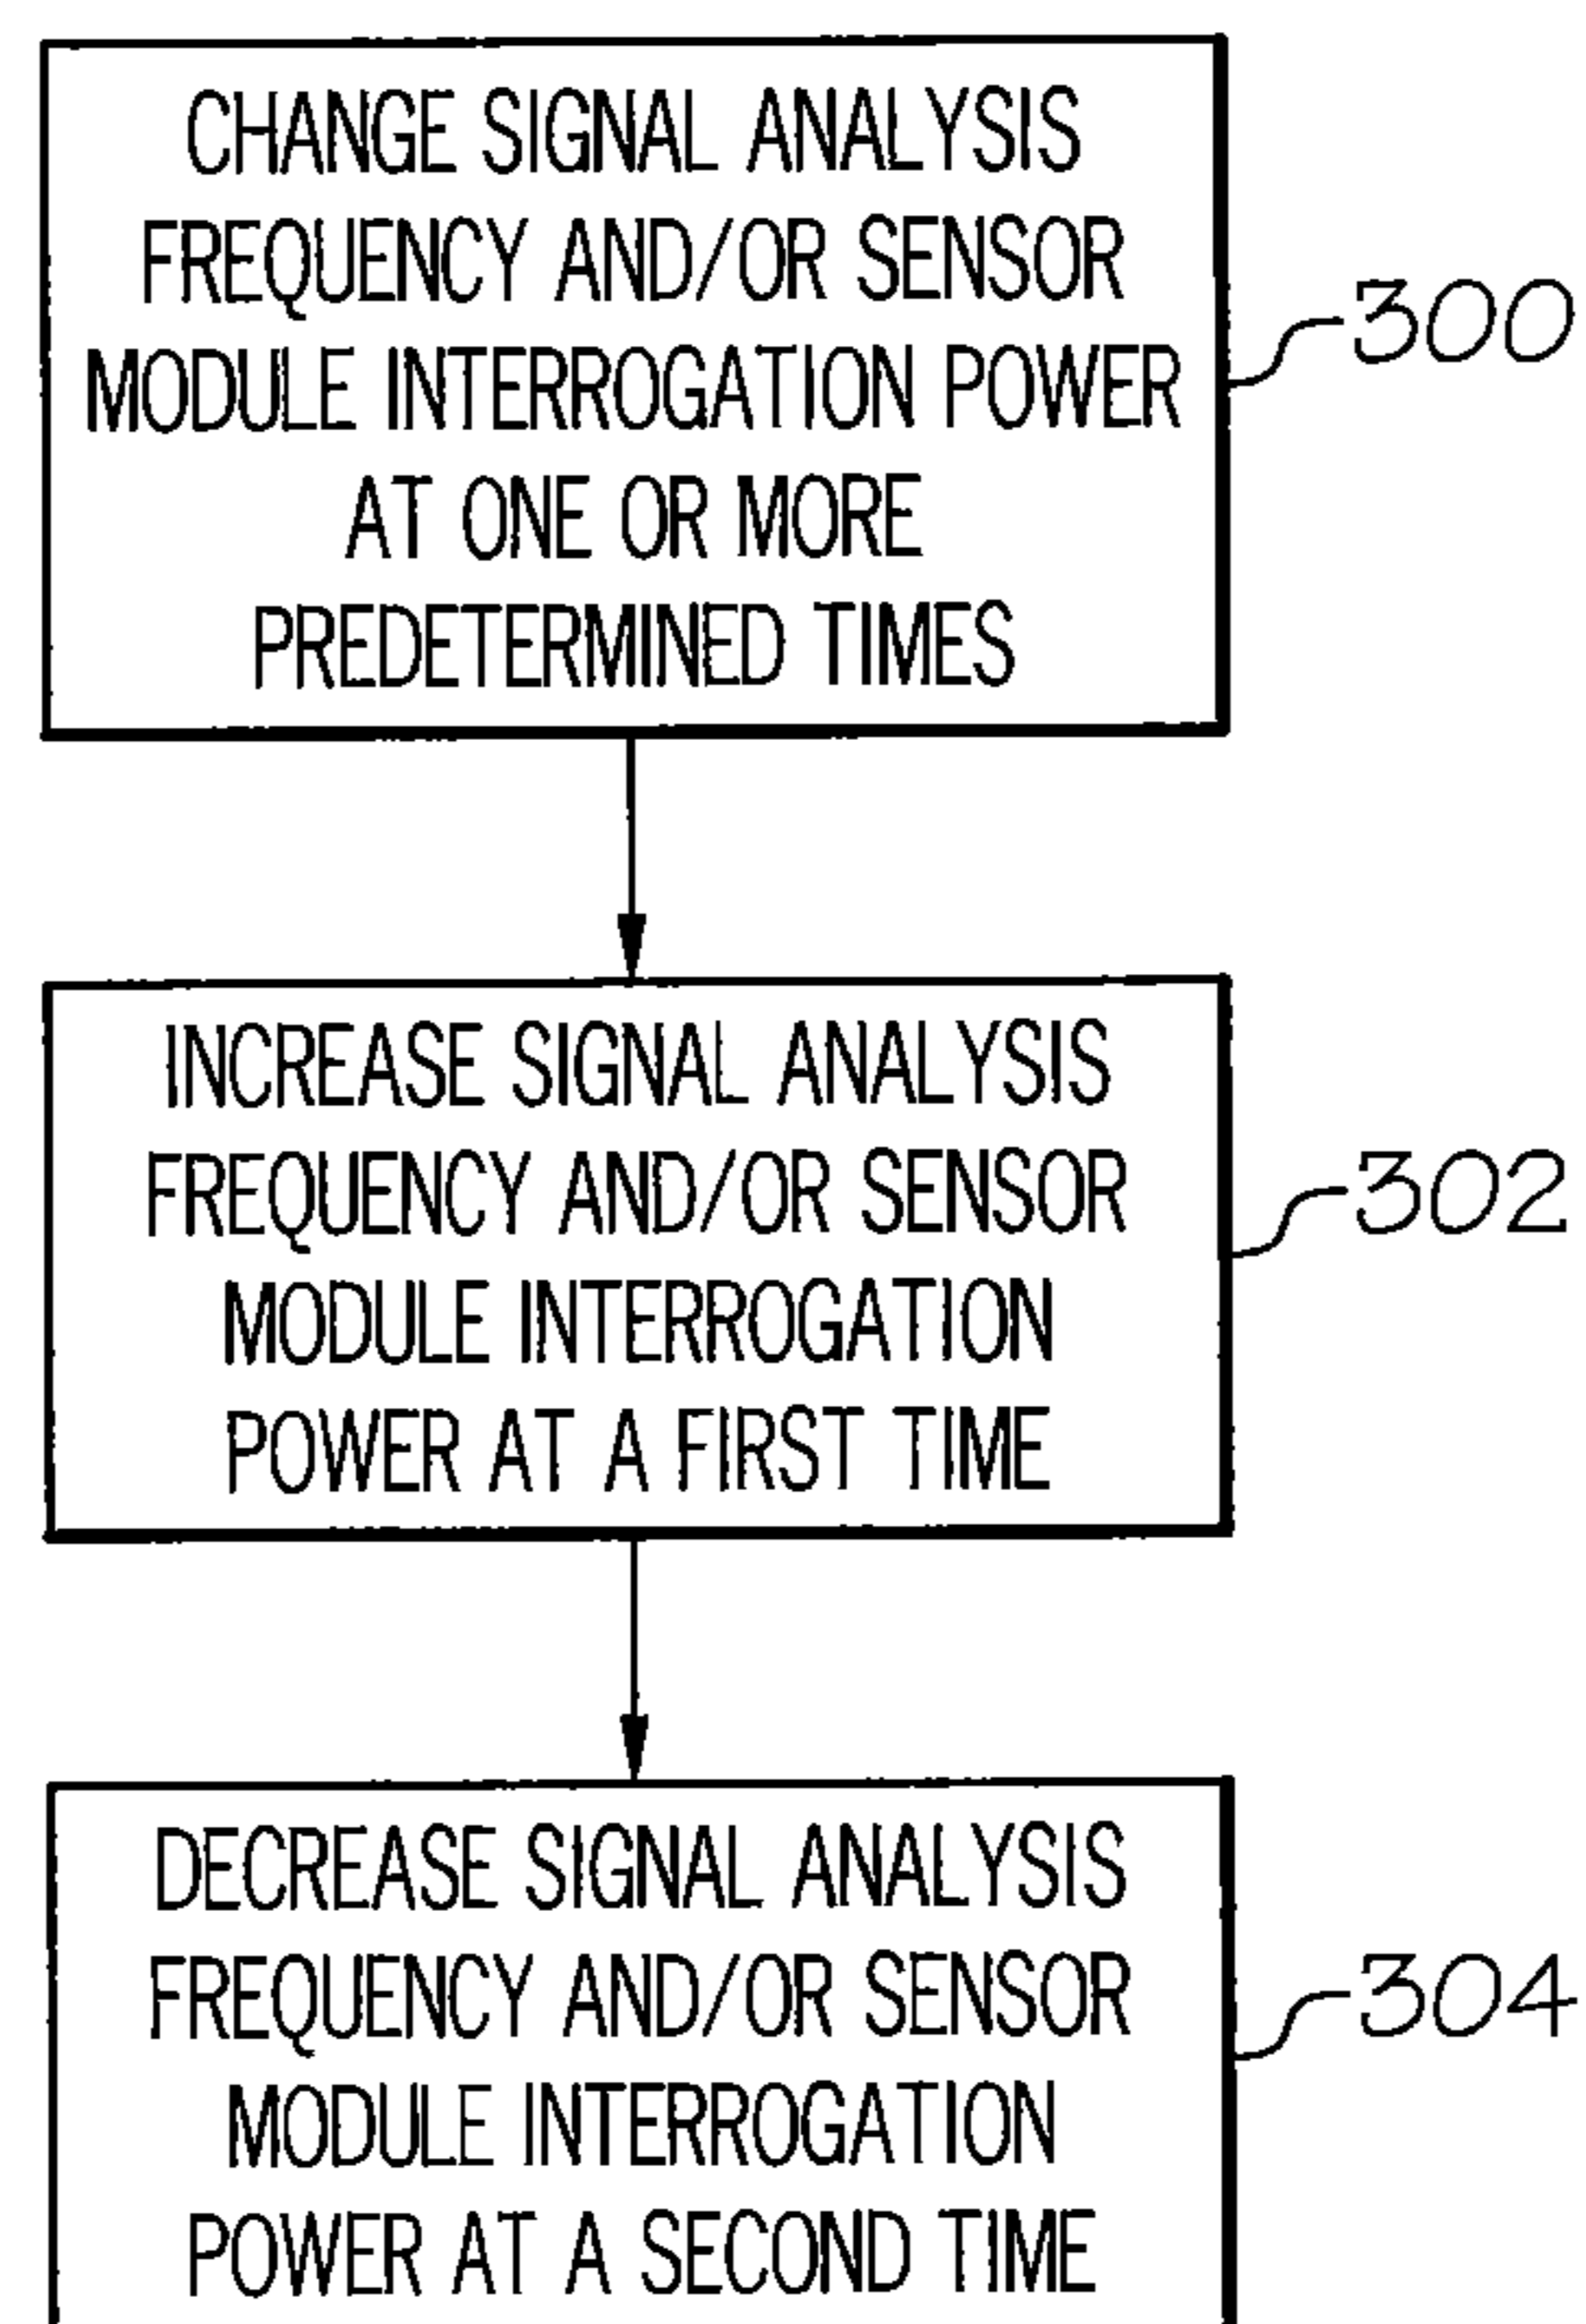 CHANGE SIGNAL ANALYSIS
FREQUENCY AND/OR SENSOR
MODULE INTERROGATION POWER
AT ONE OR MORE
PREDETERMINED TIMES
300
INCREASE SIGNAL ANALYSIS
FREQUENCY AND/OR SENSOR
MODULE INTERROGATION
POWER AT A FIRST TIME
302
DECREASE SIGNAL ANALYSIS
FREQUENCY AND/OR SENSOR
MODULE INTERROGATION
POWER AT A SECOND TIME
304